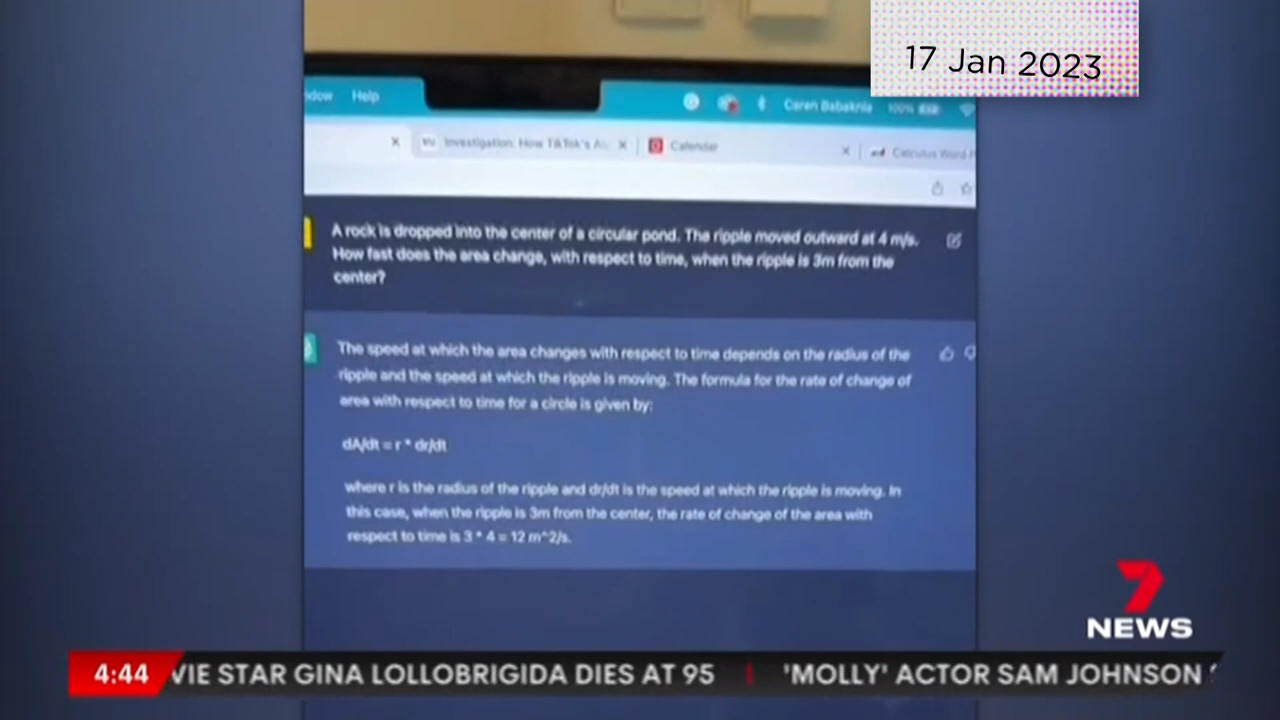 17 Jan 2023
Help
Caren Babaknia
100%
Investigation: How TikTok's A
Calendar
Calculus Word P
A rock is dropped into the center of a circular pond. The ripple moved outward at 4 m/s.
How fast does the area change, with respect to time, when the ripple is 3m from the
center?
The speed at which the area changes with respect to time depends on the radius of the
ripple and the speed at which the ripple is moving. The formula for the rate of change of
area with respect to time for a circle is given by:
dA/dt = r * dr/dt
where r is the radius of the ripple and dr/dt is the speed at which the ripple is moving. In
this case, when the ripple is 3m from the center, the rate of change of the area with
respect to time is 3 * 4 = 12 m^2/s.
7
NEWS
4:44 VIE STAR GINA LOLLOBRIGIDA DIES AT 95 | 'MOLLY' ACTOR SAM JOHNSON